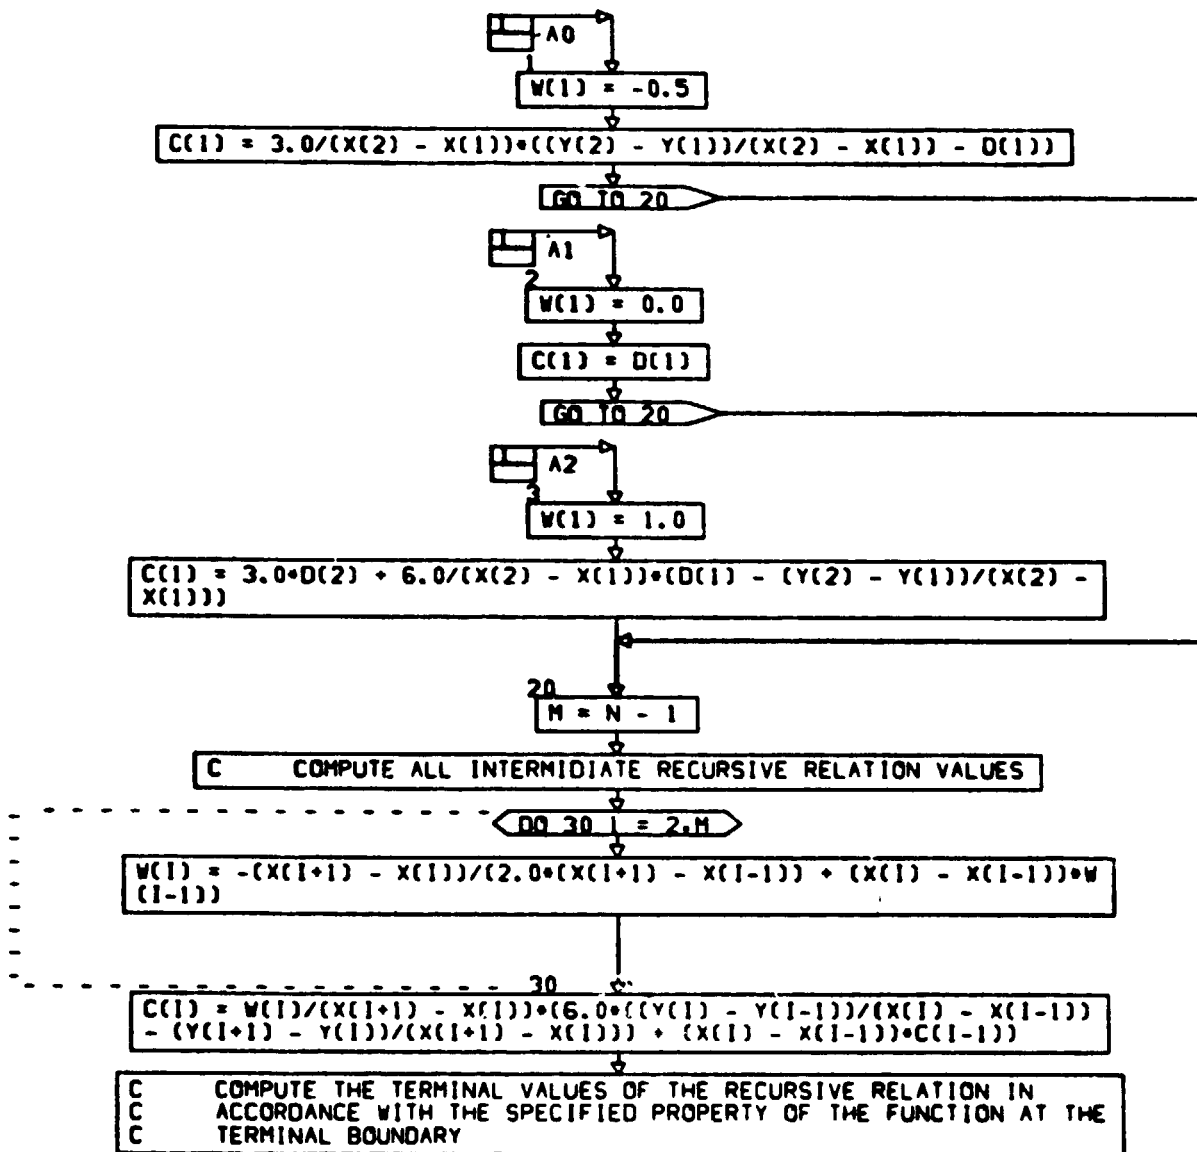 A0
1
W(1) = -0.5
C(1) = 3.0/(X(2) - X(1))*((Y(2) - Y(1))/(X(2) - X(1)) - D(1))
GO TO 20
A1
2
W(1) = 0.0
C(1) = D(1)
GO TO 20
A2
3
W(1) = 1.0
C(1) = 3.0*D(2) + 6.0/(X(2) - X(1))*(D(1) - (Y(2) - Y(1))/(X(2) -
X(1)))
20
M = N - 1
C COMPUTE ALL INTERMIDIATE RECURSIVE RELATION VALUES
DO 30 I = 2,M
W(I) = -(X(I+1) - X(I))/(2.0*(X(I+1) - X(I-1)) + (X(I) - X(I-1))*W
(I-1))
30
C(I) = W(I)/(X(I+1) - X(I))*(6.0*((Y(I) - Y(I-1))/(X(I) - X(I-1))
- (Y(I+1) - Y(I))/(X(I+1) - X(I))) + (X(I) - X(I-1))*C(I-1))
C COMPUTE THE TERMINAL VALUES OF THE RECURSIVE RELATION IN
C ACCORDANCE WITH THE SPECIFIED PROPERTY OF THE FUNCTION AT THE
C TERMINAL BOUNDARY